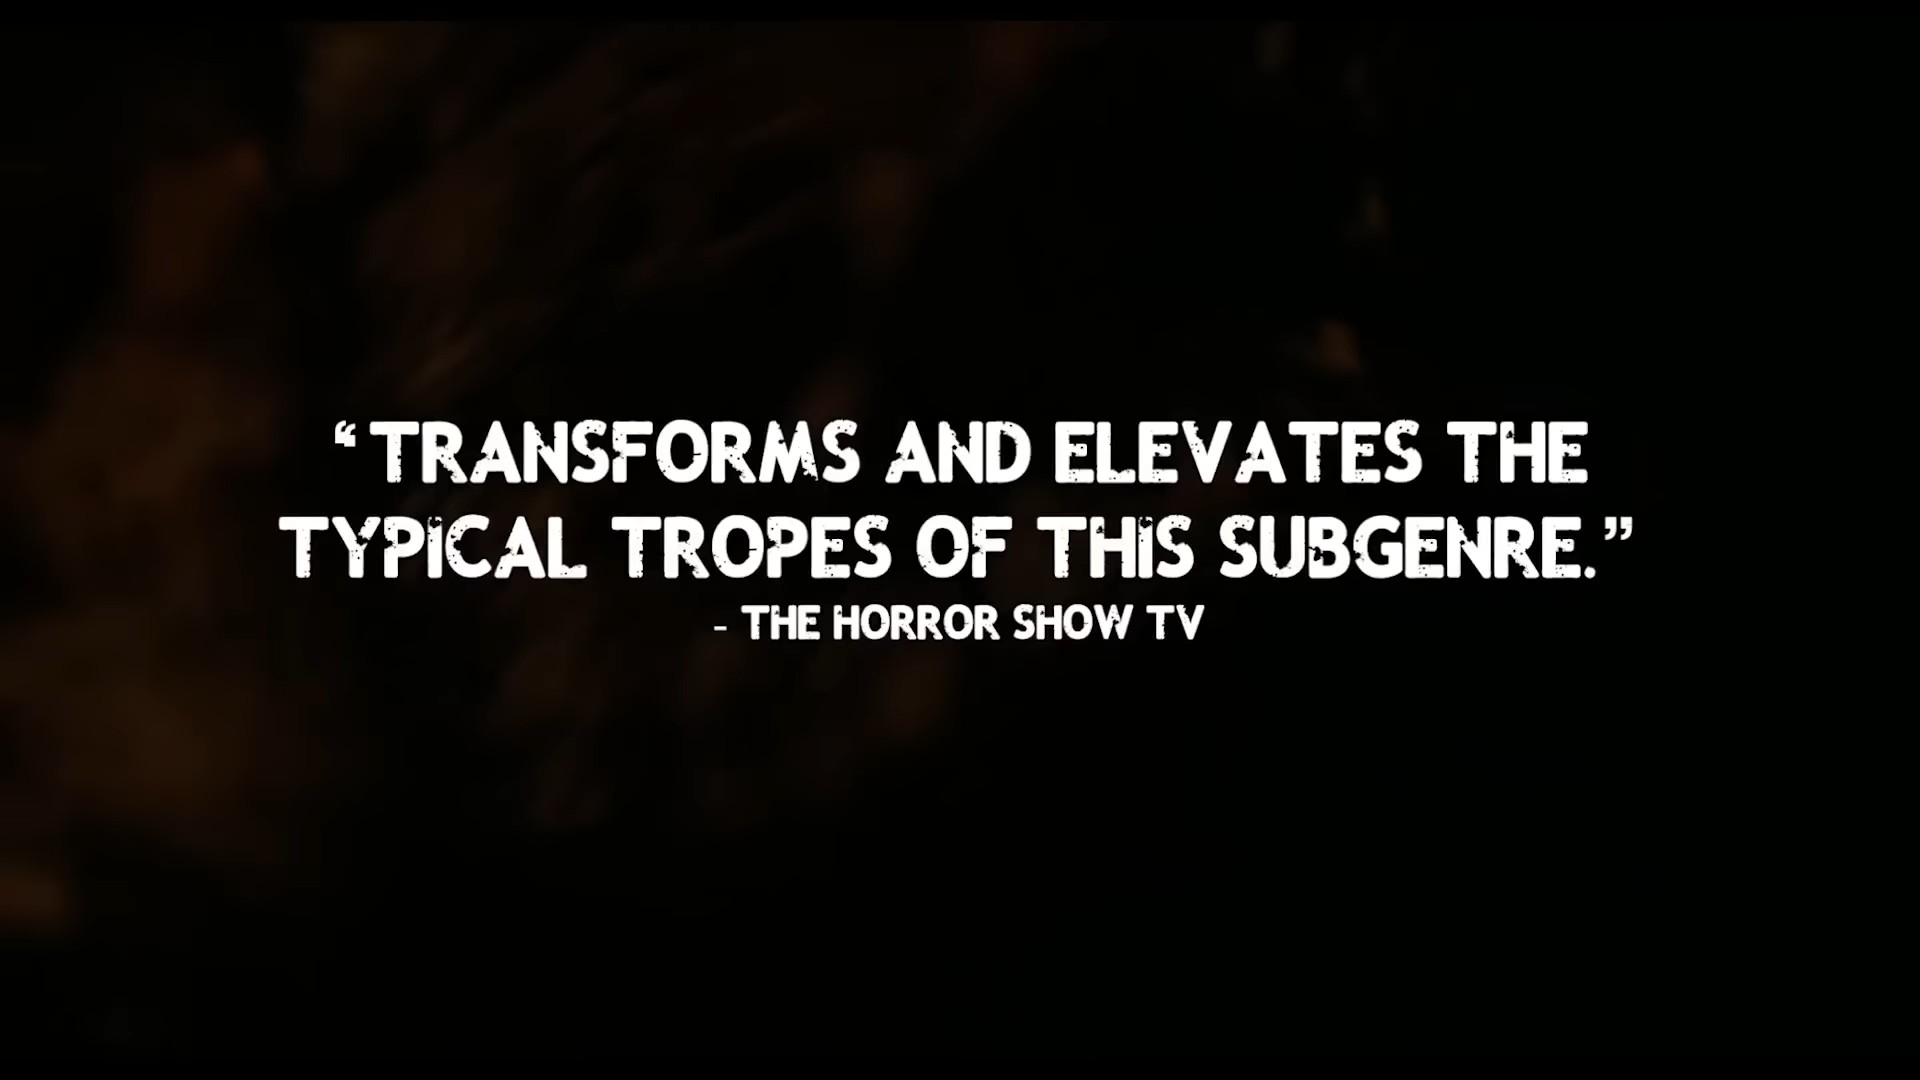 “TRANSFORMS AND ELEVATES THE
TYPICAL TROPES OF THIS SUBGENRE.”
- THE HORROR SHOW TV